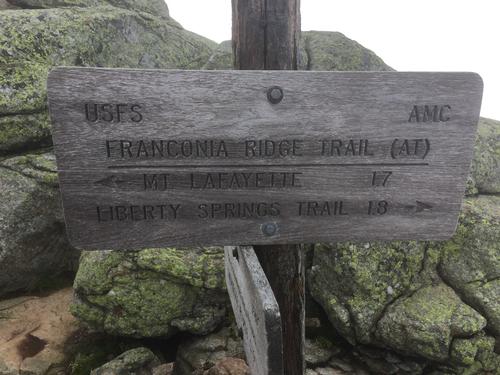 USFS AMC
FRANCONIA RIDGE TRAIL (AT)
← MT LAFAYETTE 1.7
LIBERTY SPRINGS TRAIL 1.8 →